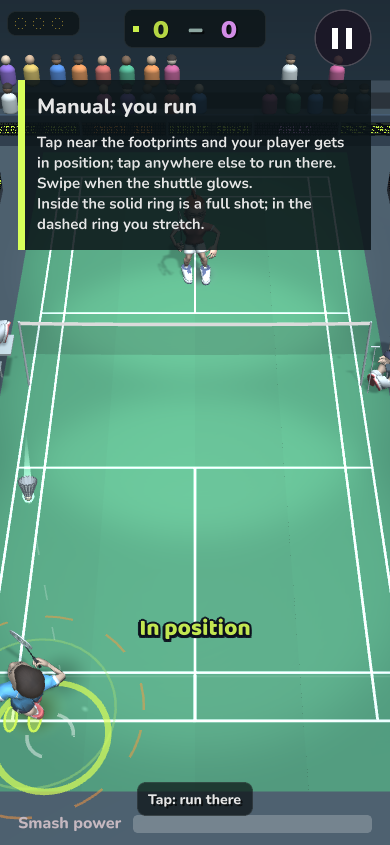 0 – 0
Manual: you run
Tap near the footprints and your player gets
in position; tap anywhere else to run there.
Swipe when the shuttle glows.
Inside the solid ring is a full shot; in the
dashed ring you stretch.
In position
Tap: run there
Smash power